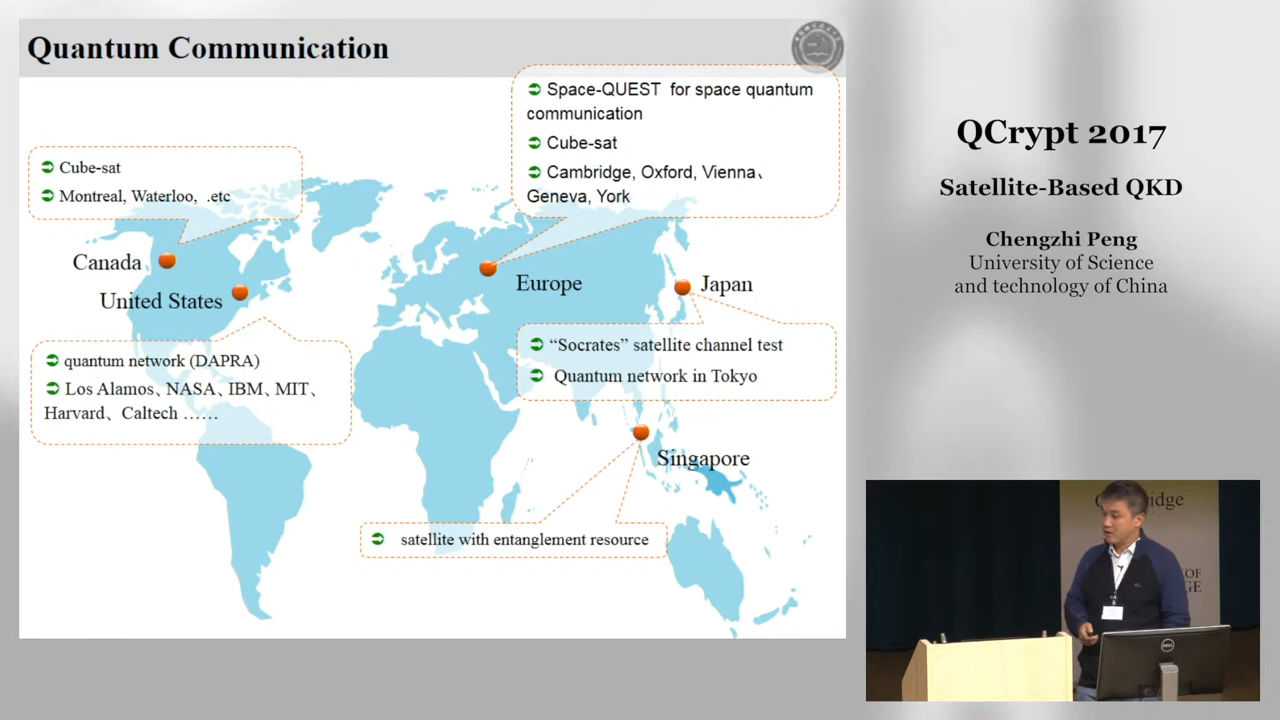 Quantum Communication
Space-QUEST for space quantum
communication
Cube-sat
Cambridge, Oxford, Vienna、
Geneva, York
Cube-sat
Montreal, Waterloo, .etc
Canada
United States
Europe
Japan
quantum network (DAPRA)
Los Alamos、NASA、IBM、MIT、
Harvard、Caltech ……
"Socrates" satellite channel test
Quantum network in Tokyo
Singapore
satellite with entanglement resource
QCrypt 2017
Satellite-Based QKD
Chengzhi Peng
University of Science
and technology of China